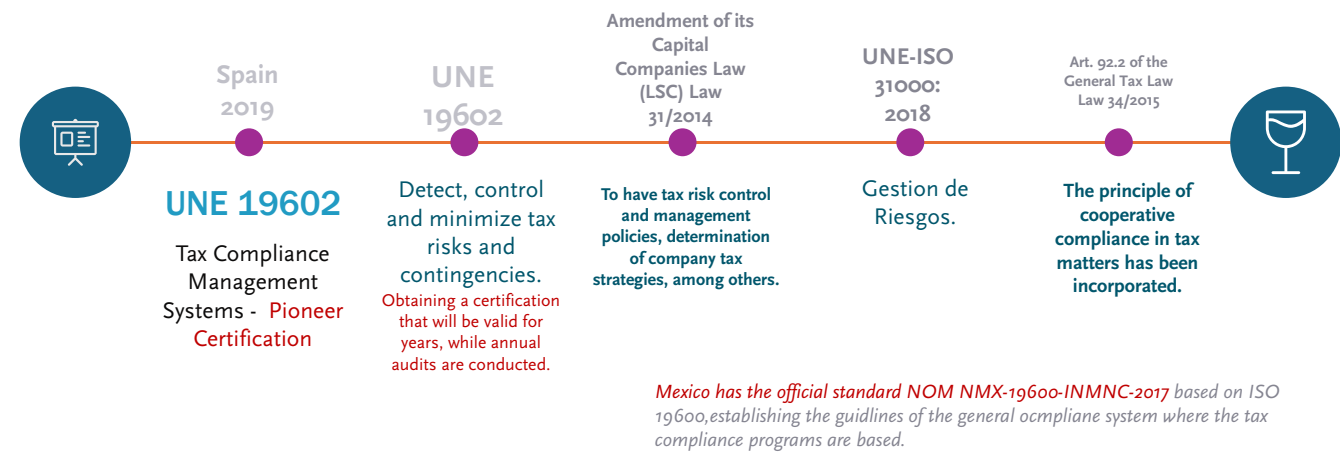 Spain
2019
UNE 19602
Tax Compliance
Management
Systems - Pioneer
Certification
UNE
19602
Detect, control
and minimize tax
risks and
contingencies.
Obtaining a certification
that will be valid for
years, while annual
audits are conducted.
Amendment of its
Capital
Companies Law
(LSC) Law
31/2014
To have tax risk control
and management
policies, determination
of company tax
strategies, among others.
UNE-ISO
31000:
2018
Gestion de
Riesgos.
Art. 92.2 of the
General Tax Law
Law 34/2015
The principle of
cooperative
compliance in tax
matters has been
incorporated.
Mexico has the official standard NOM NMX-19600-INMNC-2017 based on ISO
19600,establishing the guidlines of the general ocmpliane system where the tax
compliance programs are based.